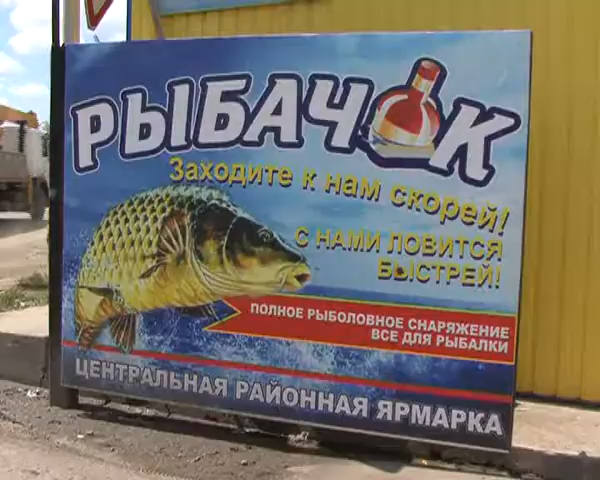 РЫБАЧОК
Заходите к нам скорей!
С НАМИ ЛОВИТСЯ
БЫСТРЕЙ!
ПОЛНОЕ РЫБОЛОВНОЕ СНАРЯЖЕНИЕ
ВСЕ ДЛЯ РЫБАЛКИ
ЦЕНТРАЛЬНАЯ РАЙОННАЯ ЯРМАРКА